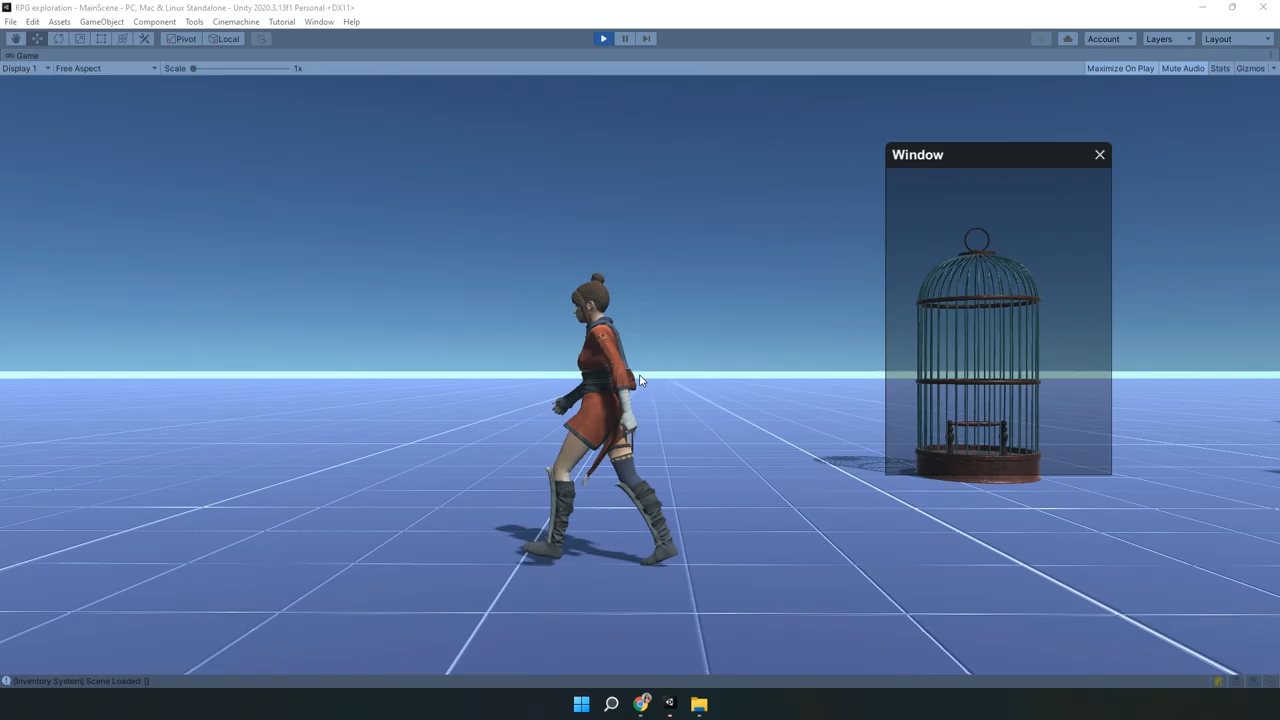 RPG exploration - MainScene - PC, Mac & Linux Standalone - Unity 2020.3.13f1 Personal <DX11>
File Edit Assets GameObject Component Tools Cinemachine Tutorial Window Help
Pivot Local Account Layers Layout
Game
Display 1 Free Aspect Scale 1x Maximize On Play Mute Audio Stats Gizmos
Window
[Inventory System] Scene Loaded: []